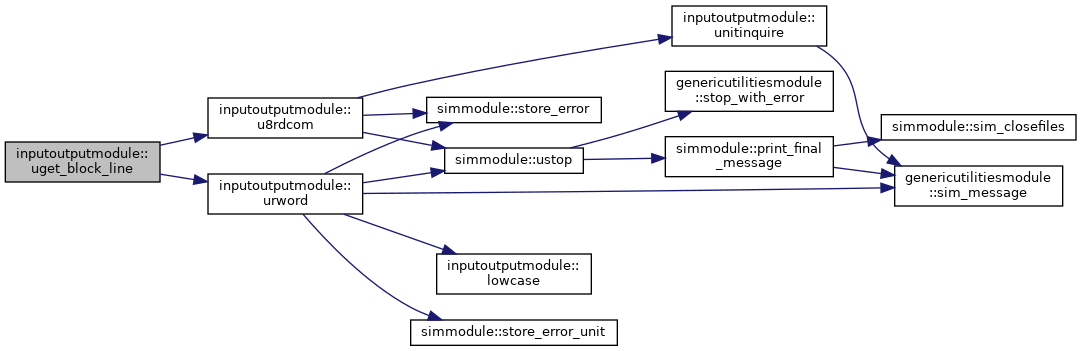 inputoutputmodule::
uget_block_line
inputoutputmodule::
u8rdcom
inputoutputmodule::
urword
inputoutputmodule::
unitinquire
simmodule::store_error
simmodule::ustop
inputoutputmodule::
lowcase
simmodule::store_error_unit
genericutilitiesmodule
::stop_with_error
simmodule::print_final
_message
simmodule::sim_closefiles
genericutilitiesmodule
::sim_message